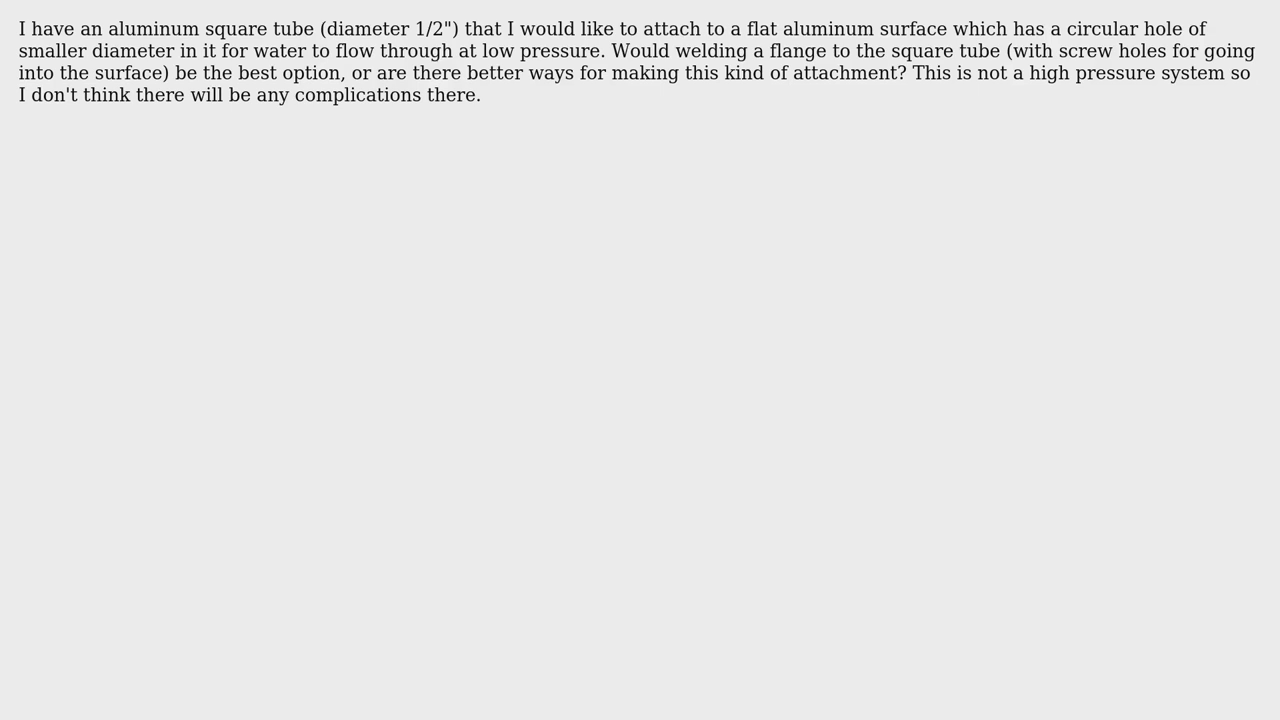 I have an aluminum square tube (diameter 1/2") that I would like to attach to a flat aluminum surface which has a circular hole of
smaller diameter in it for water to flow through at low pressure. Would welding a flange to the square tube (with screw holes for going
into the surface) be the best option, or are there better ways for making this kind of attachment? This is not a high pressure system so
I don't think there will be any complications there.